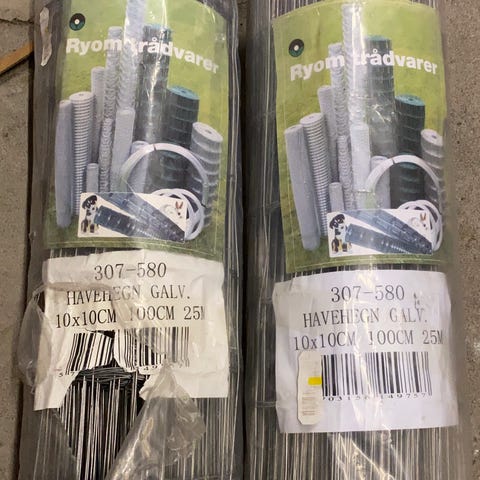 Ryom trådvarer
307-580
HAVEHEGN GALV.
10x10CM 100CM 25M
Ryom trådvarer
307-580
HAVEHEGN GALV.
10x10CM 100CM 25M